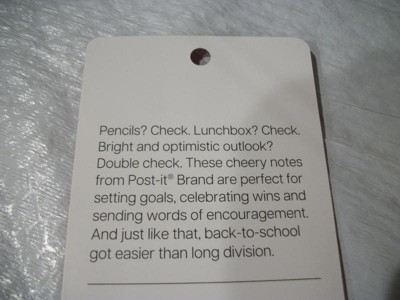 Pencils? Check. Lunchbox? Check.
Bright and optimistic outlook?
Double check. These cheery notes
from Post-it® Brand are perfect for
setting goals, celebrating wins and
sending words of encouragement.
And just like that, back-to-school
got easier than long division.